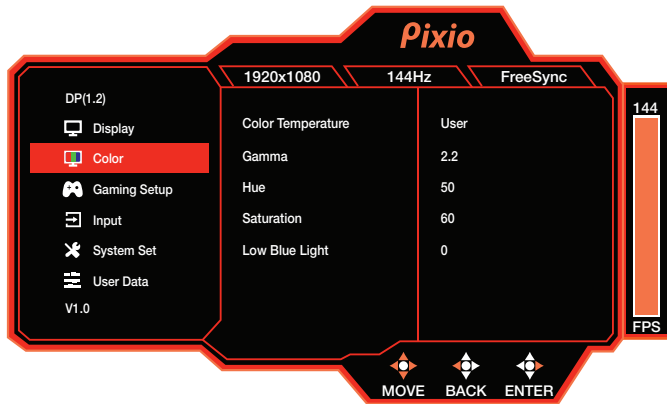 Pixio
1920x1080 144Hz FreeSync
DP(1.2)
Display
Color
Gaming Setup
Input
System Set
User Data
V1.0
Color Temperature User
Gamma 2.2
Hue 50
Saturation 60
Low Blue Light 0
144
FPS
MOVE BACK ENTER